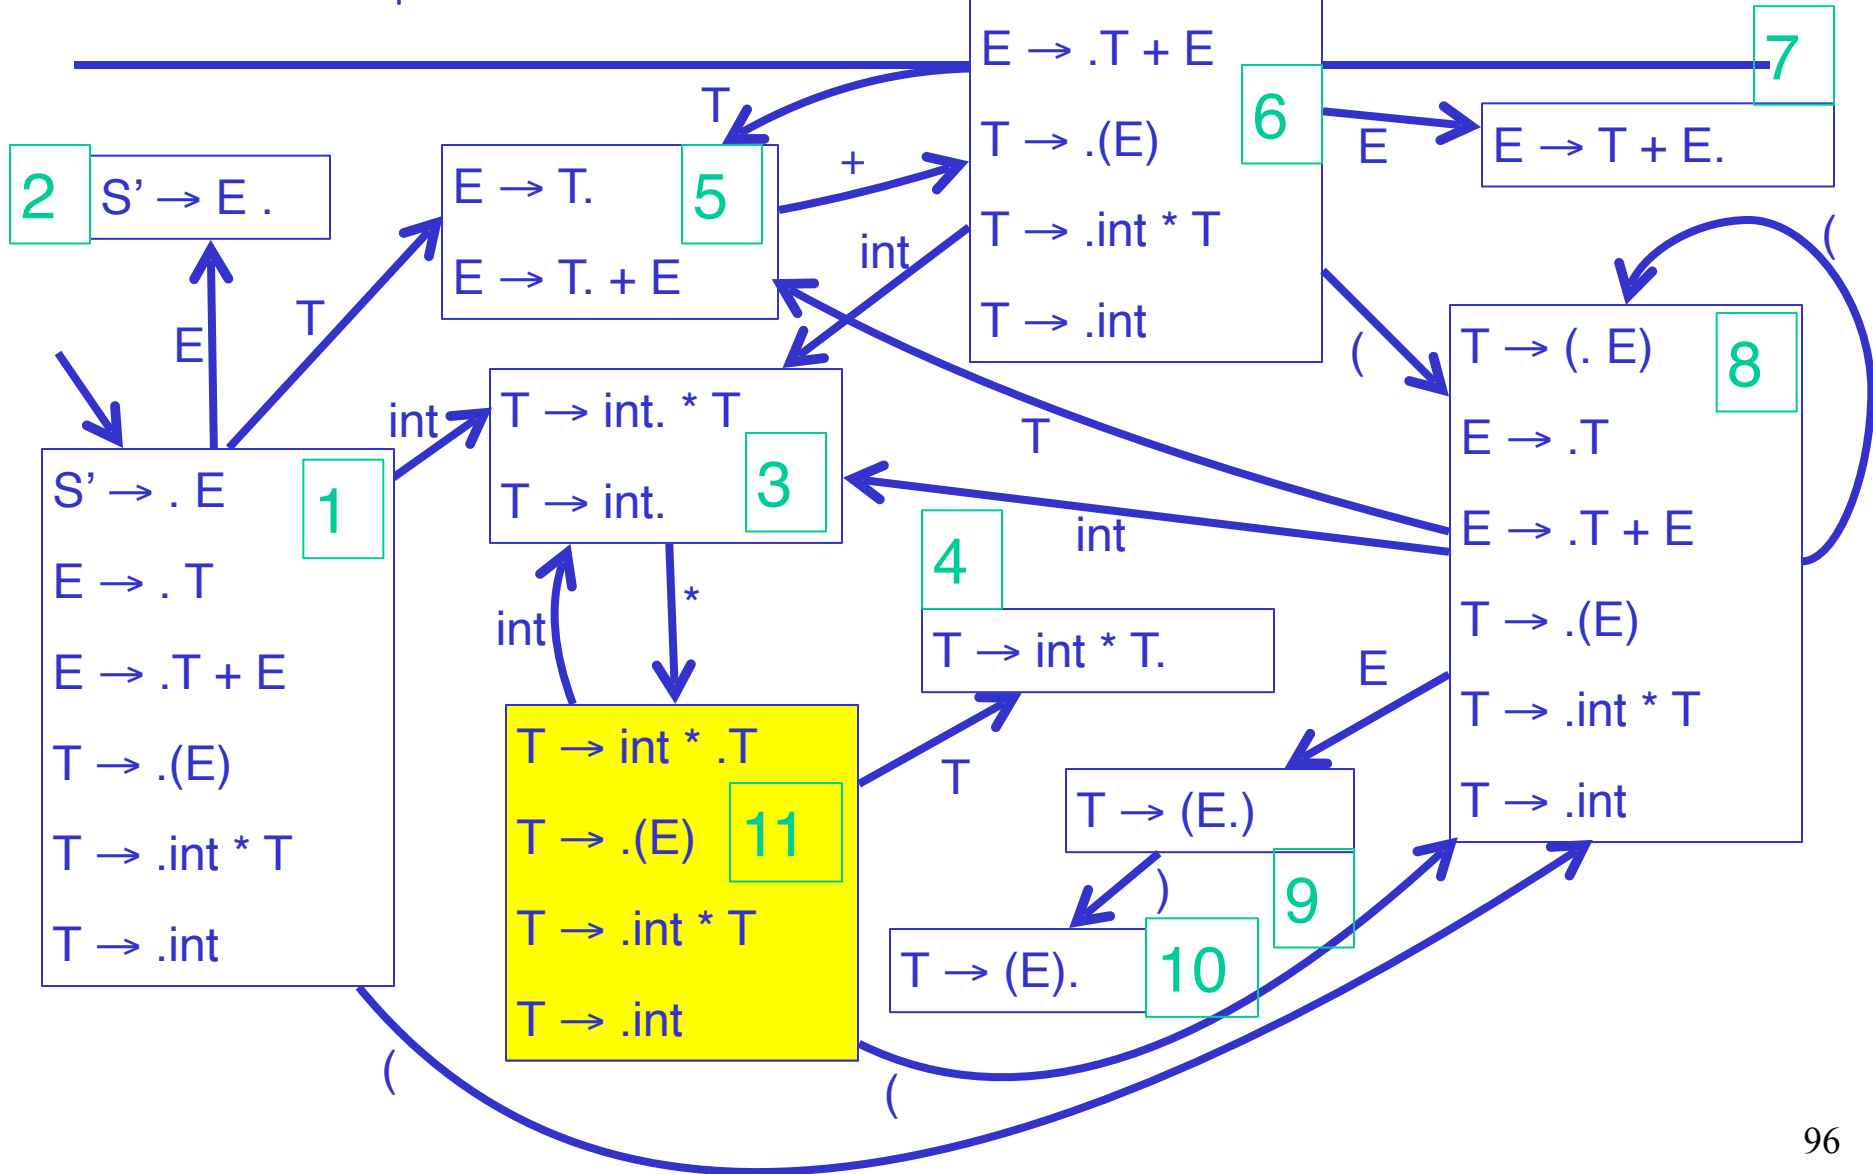 E → .T + E
7
T
6
T → .(E)
E
E → T + E.
2
S’ → E .
E → T.
5
+
T → .int * T
int
(
E → T. + E
T → .int
T
E
(
T → (. E)
8
int
T → int. * T
T
E → .T
S’ → . E
1
T → int.
3
int
E → .T + E
4
E → . T
*
int
T → .(E)
T → int * T.
E
E → .T + E
T → .int * T
T → int * .T
T
T → .(E)
T → (E.)
T → .int
T → .(E)
11
)
9
T → .int * T
T → .int * T
T → (E).
10
T → .int
T → .int
(
(
96